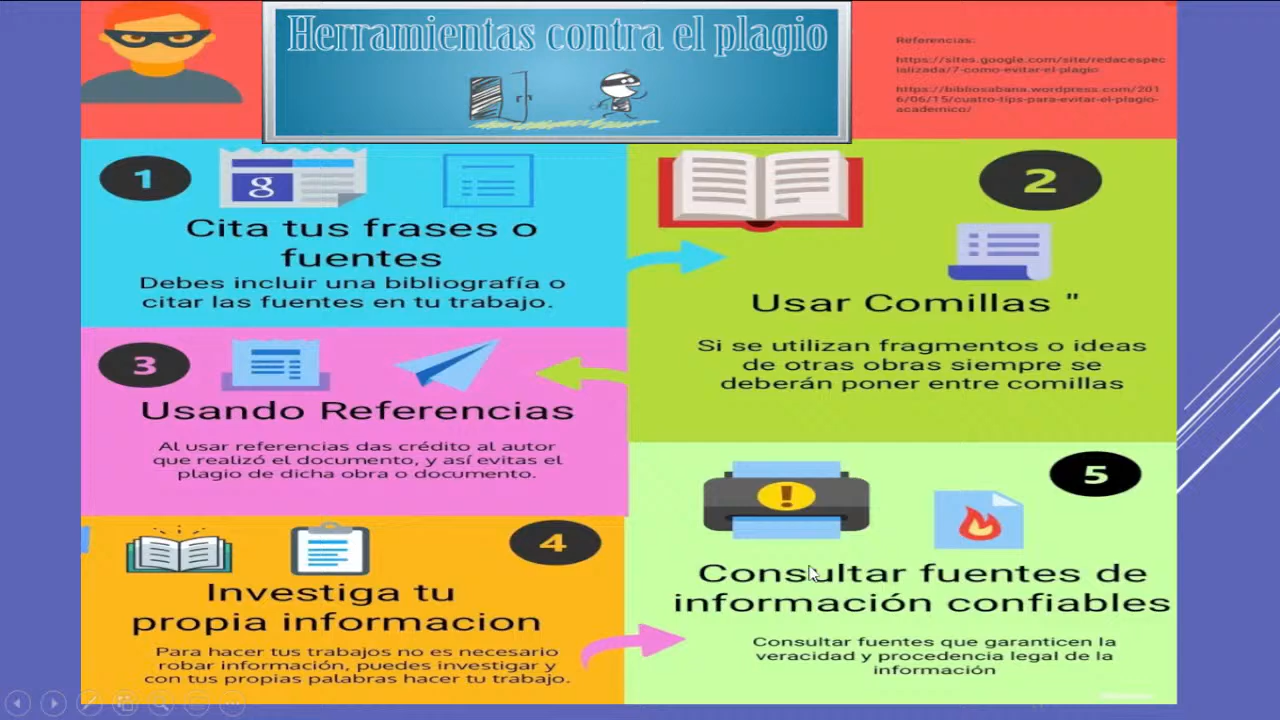 Herramientas contra el plagio
Referencias:
https://sites.google.com/site/redacespec
ializada/7-como-evitar-el-plagio
https://bibliosabana.wordpress.com/201
6/06/15/cuatro-tips-para-evitar-el-plagio-
academico/
1
8
Cita tus frases o
fuentes
Debes incluir una bibliografía o
citar las fuentes en tu trabajo.
2
Usar Comillas "
Si se utilizan fragmentos o ideas
de otras obras siempre se
deberán poner entre comillas
3
Usando Referencias
Al usar referencias das crédito al autor
que realizó el documento, y así evitas el
plagio de dicha obra o documento.
4
Investiga tu
propia informacion
Para hacer tus trabajos no es necesario
robar información, puedes investigar y
con tus propias palabras hacer tu trabajo.
5
Consultar fuentes de
información confiables
Consultar fuentes que garanticen la
veracidad y procedencia legal de la
información